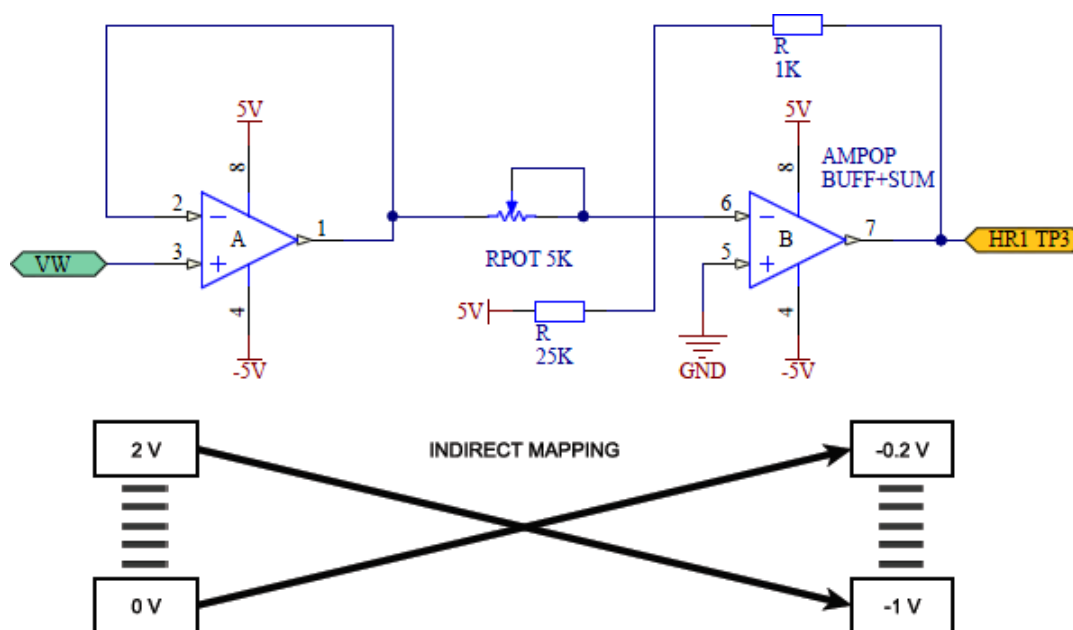 R
1K
5V
5V
8
8
AMPOP
BUFF+SUM
2
A
1
6
B
7
VW
3
5
HR1 TP3
RPOT 5K
5V
R
25K
4
4
-5V
GND
-5V
2 V
INDIRECT MAPPING
-0.2 V
0 V
-1 V